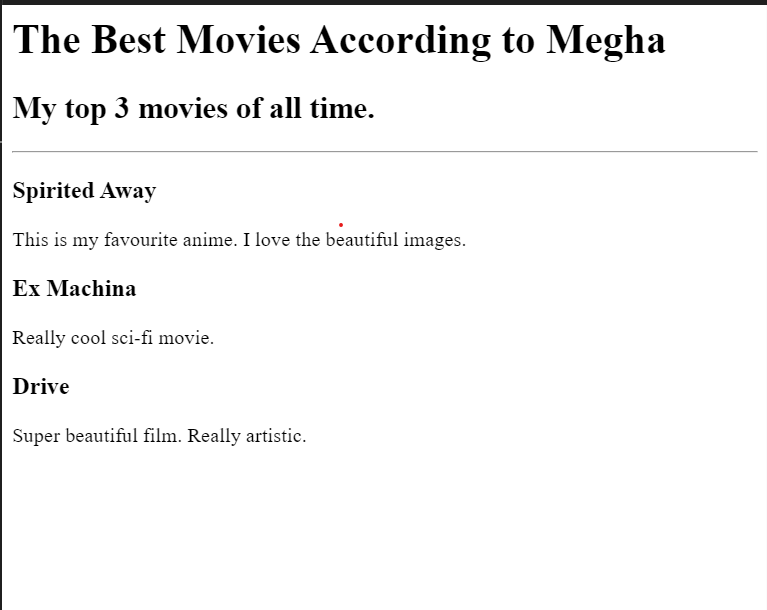 The Best Movies According to Megha
My top 3 movies of all time.
Spirited Away
This is my favourite anime. I love the beautiful images.
Ex Machina
Really cool sci-fi movie.
Drive
Super beautiful film. Really artistic.